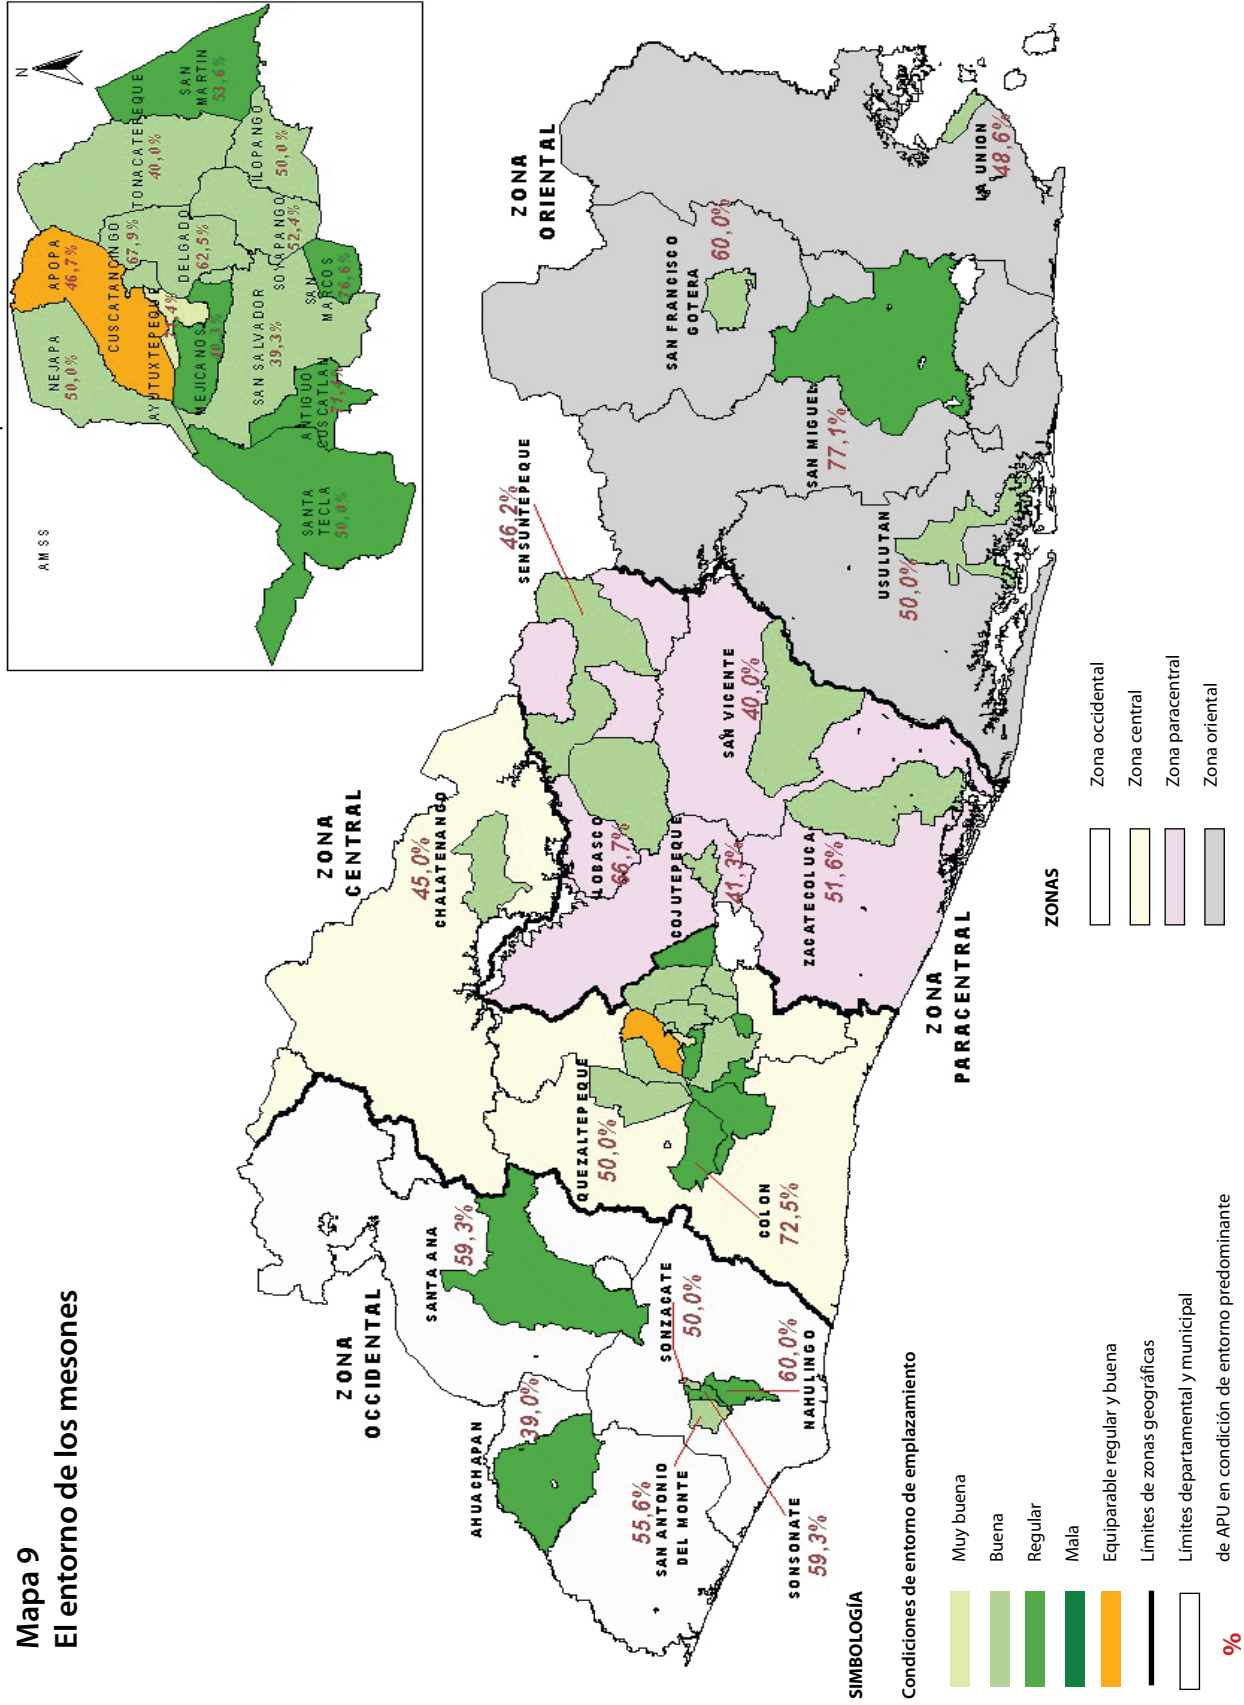 Mapa 9
El entorno de los mesones
AMSS
N
NEJAPA
50,0%
APOPA
46,7%
TONACATEPEQUE
40,0%
SAN
MARTIN
53,6%
CUSCATANCINGO
67,9%
AYUTUXTEPEQUE
DELGADO
62,5%
ILOPANGO
50,0%
MEJICANOS
40,3%
SOYAPANGO
52,4%
SAN SALVADOR
39,3%
SAN
MARCOS
76,6%
ANTIGUO
CUSCATLAN
71,4%
SANTA
TECLA
50,0%
ZONA
OCCIDENTAL
AHUACHAPAN
39,0%
SANTA ANA
59,3%
SONZACATE
50,0%
55,6%
SAN ANTONIO
DEL MONTE
SONSONATE
59,3%
60,0%
NAHULINGO
ZONA
CENTRAL
45,0%
CHALATENANGO
QUEZALTEPEQUE
50,0%
COLON
72,5%
ZONA
PARACENTRAL
46,2%
SENSUNTEPEQUE
ILOBASCO
66,7%
COJUTEPEQUE
41,3%
SAN VICENTE
40,0%
ZACATECOLUCA
51,6%
ZONA
ORIENTAL
SAN FRANCISCO
GOTERA
60,0%
SAN MIGUEL
77,1%
USULUTAN
50,0%
LA UNION
48,6%
SIMBOLOGÍA
Condiciones de entorno de emplazamiento
Muy buena
Buena
Regular
Mala
Equiparable regular y buena
Límites de zonas geográficas
Límites departamental y municipal
% de APU en condición de entorno predominante
ZONAS
Zona occidental
Zona central
Zona paracentral
Zona oriental